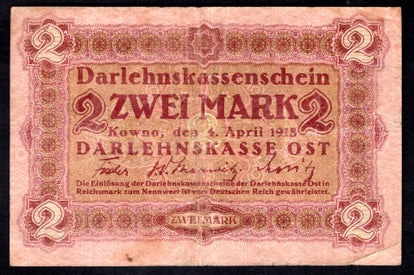 2 2
Darlehnskassenschein
2 ZWEI MARK 2
Kowno, den 4. April 1918
DARLEHNSKASSE OST
Die Einlösung der Darlehnskassenscheine der Darlehnskasse Ost in
Reichsmark zum Nennwert ist vom Deutschen Reich gewährleistet.
2 ZWEI MARK 2